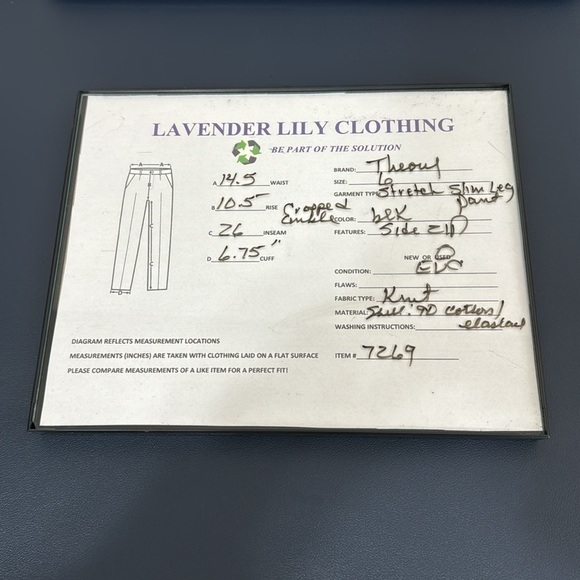 LAVENDER LILY CLOTHING
BE PART OF THE SOLUTION
A A
A 14.5 WAIST
B 10.5 RISE
Cropped
C 26 INSEAM
D 6.75" CUFF
D
BRAND: Theory
SIZE: 6
GARMENT TYPE Stretch Slim Leg
Pant
COLOR: blk
FEATURES: Side zip
NEW OR USED
CONDITION: EUC
FLAWS:
FABRIC TYPE: Knit
MATERIAL: Shell: 90 cotton/
WASHING INSTRUCTIONS:
ITEM # 7269
DIAGRAM REFLECTS MEASUREMENT LOCATIONS
MEASUREMENTS (INCHES) ARE TAKEN WITH CLOTHING LAID ON A FLAT SURFACE
PLEASE COMPARE MEASUREMENTS OF A LIKE ITEM FOR A PERFECT FIT!